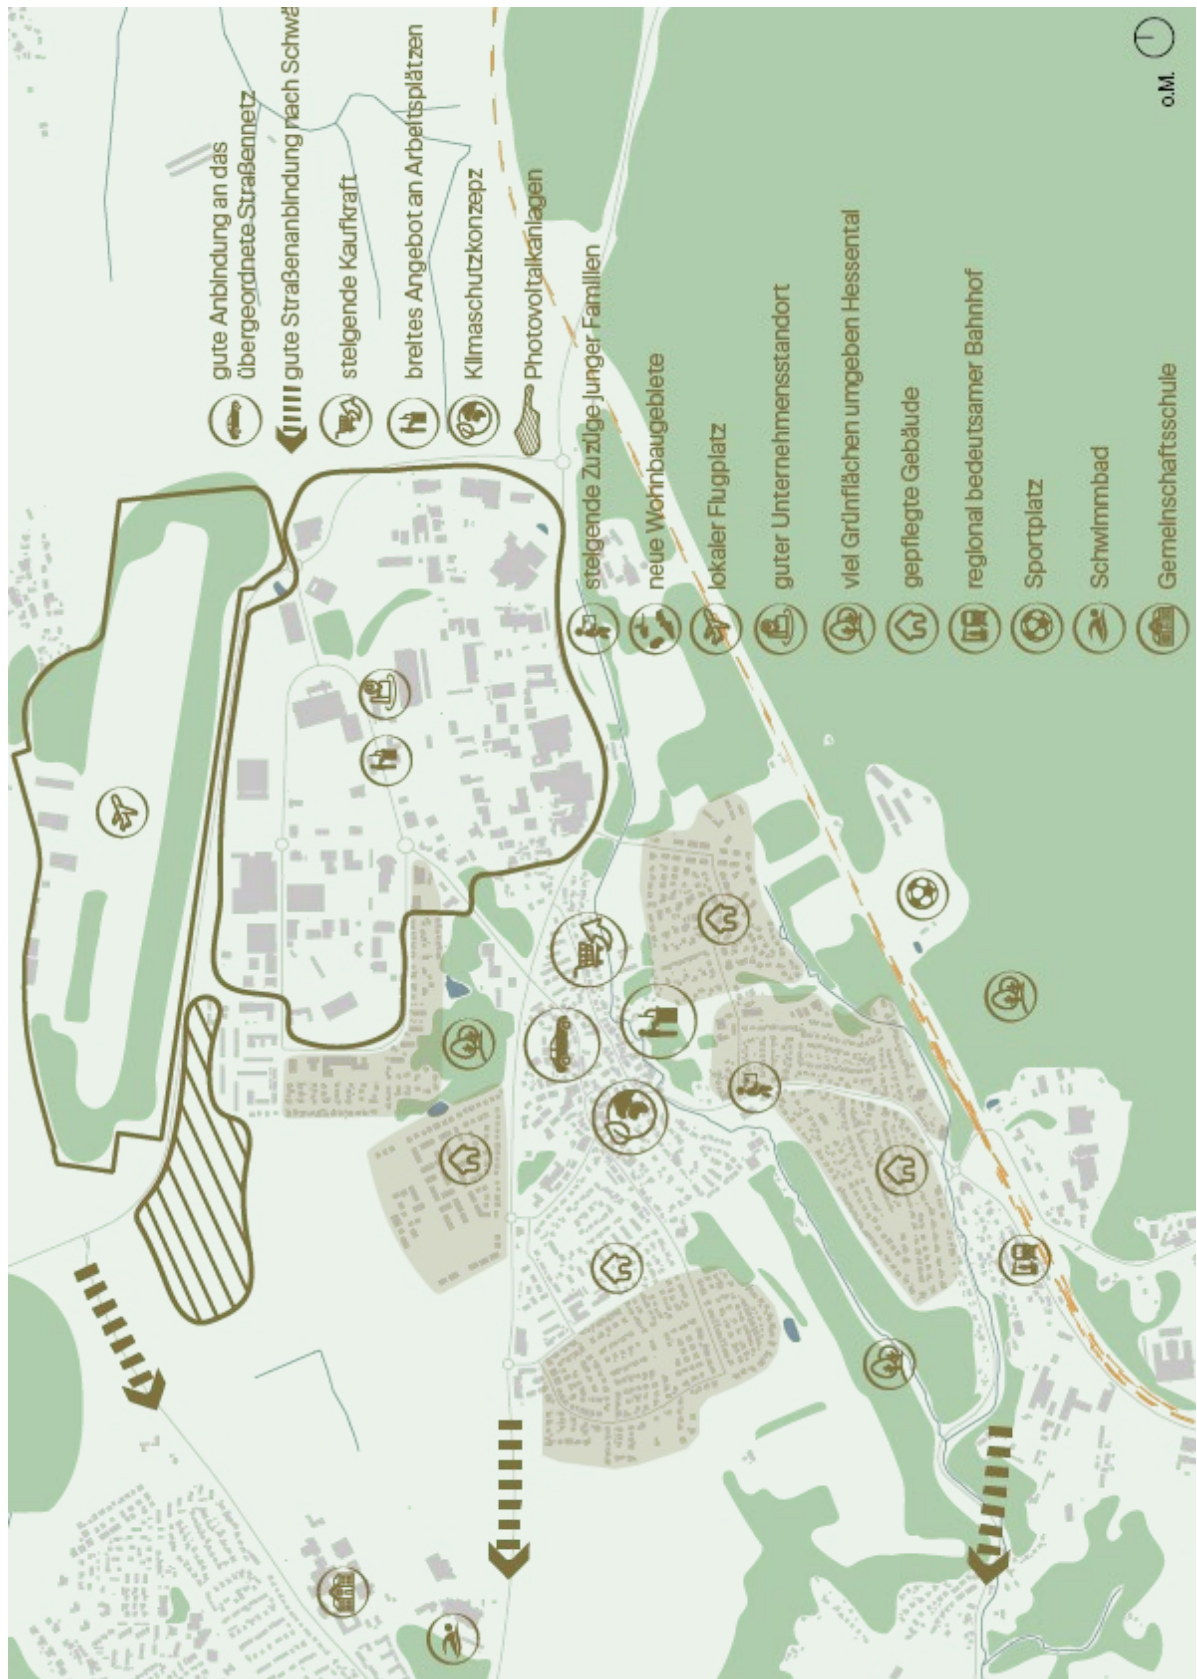 gute Anbindung an das
übergeordnete Straßennetz
gute Straßenanbindung nach Schwä
steigende Kaufkraft
breites Angebot an Arbeitsplätzen
Klimaschutzkonzepz
Photovoltaikanlagen
steigende Zuzüge junger Familien
neue Wohnbaugebiete
lokaler Flugplatz
guter Unternehmensstandort
viel Grünflächen umgeben Hessental
gepflegte Gebäude
regional bedeutsamer Bahnhof
Sportplatz
Schwimmbad
Gemeinschaftsschule
o.M.